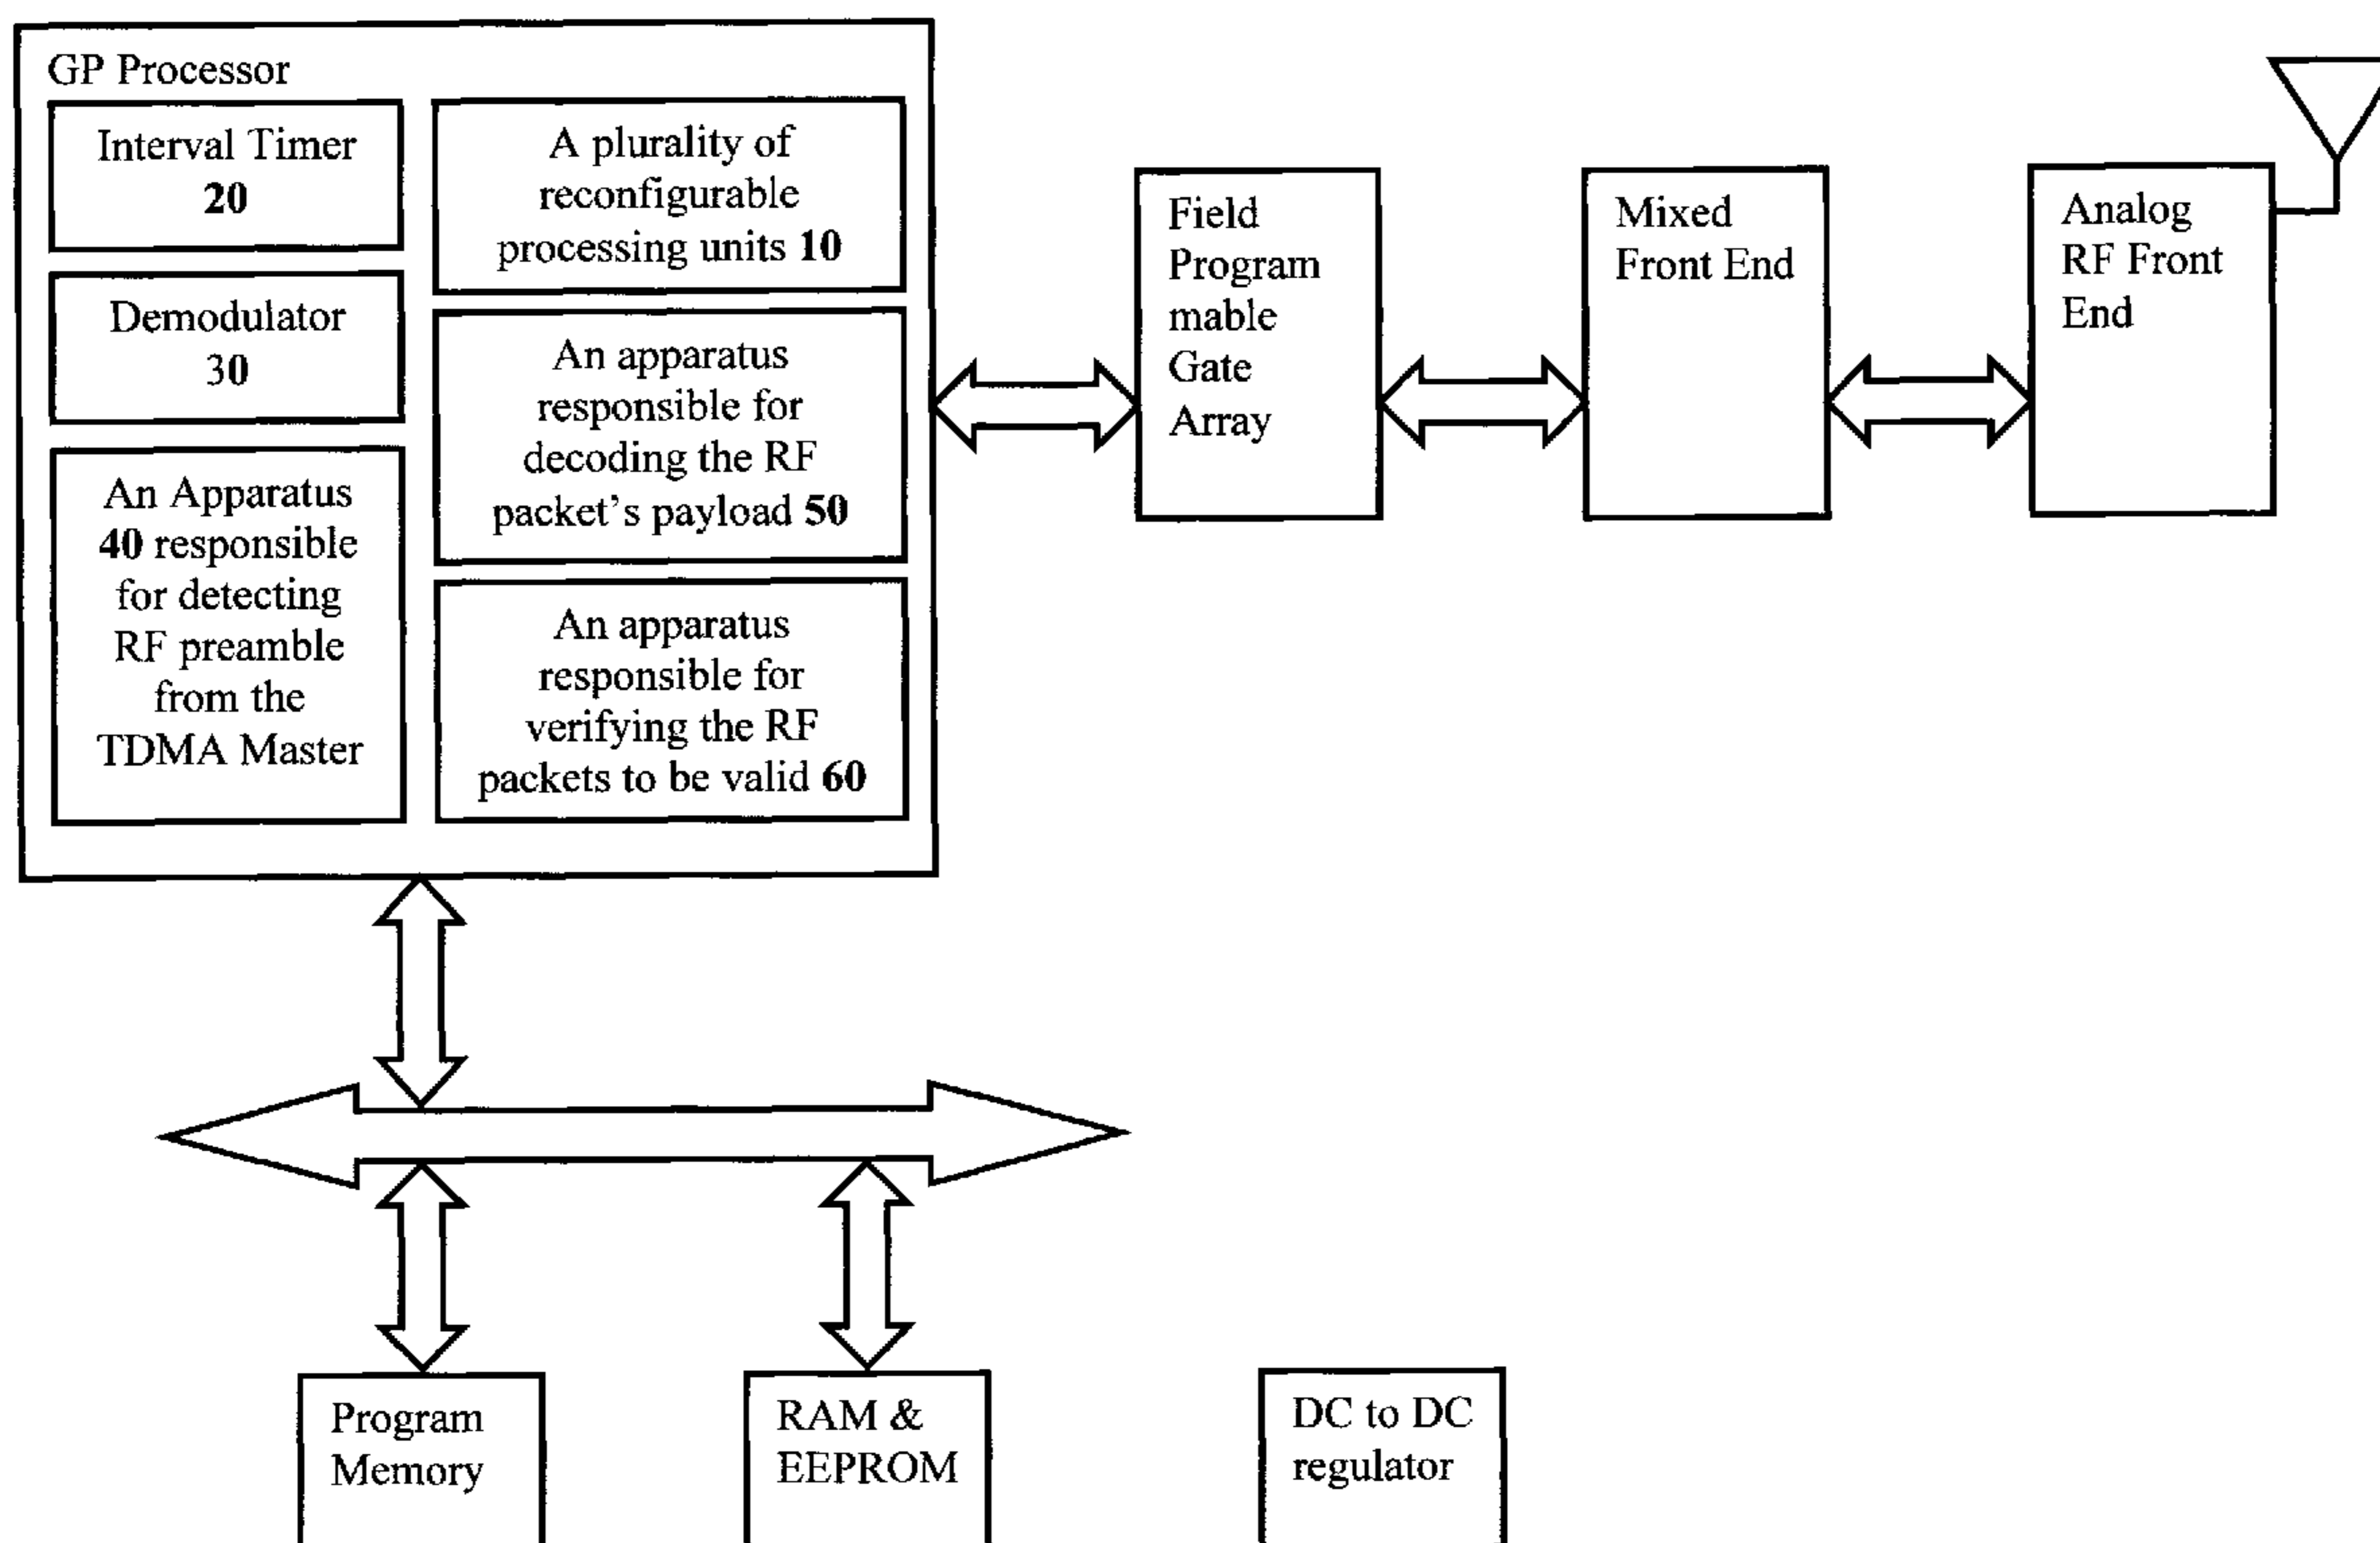 GP Processor
Interval Timer
20
Demodulator
30
An Apparatus
40 responsible
for detecting
RF preamble
from the
TDMA Master
A plurality of
reconfigurable
processing units 10
An apparatus
responsible for
decoding the RF
packet's payload 50
An apparatus
responsible for
verifying the RF
packets to be valid 60
Field
Program
mable
Gate
Array
Mixed
Front End
Analog
RF Front
End
Program
Memory
RAM &
EEPROM
DC to DC
regulator